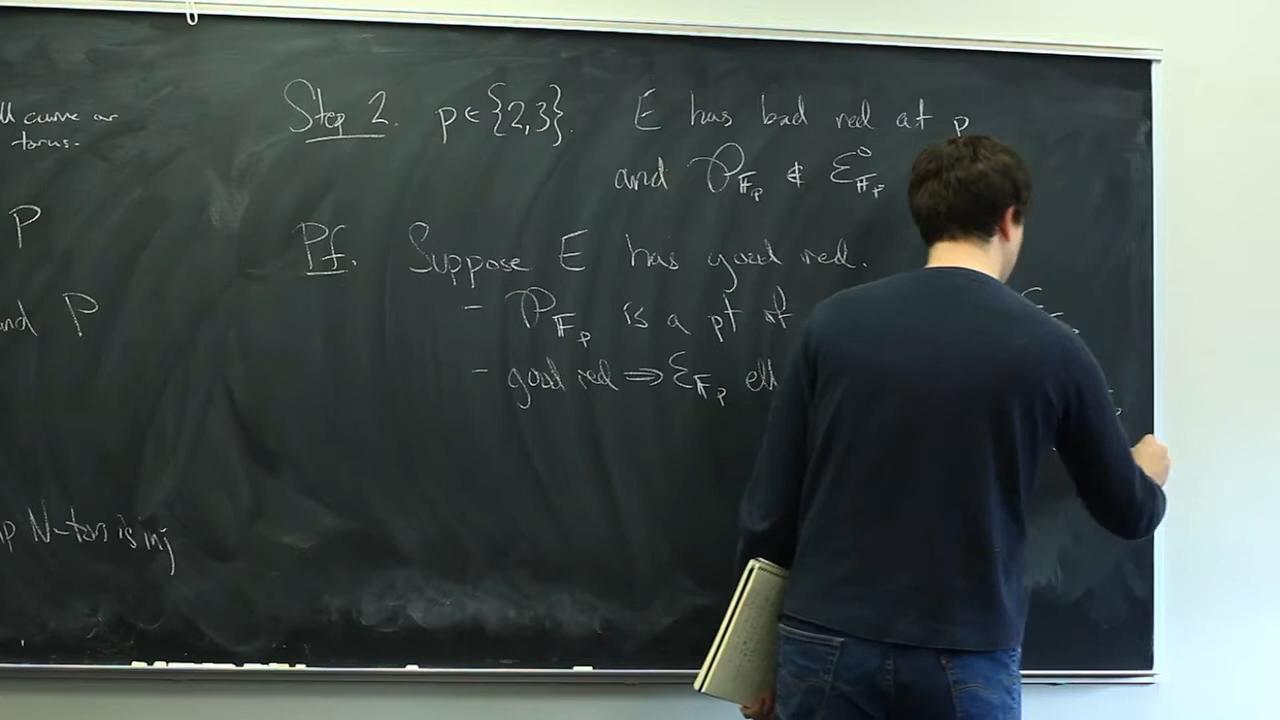 curve or
torus.
P
and P
N-tors is inj
Step 2. p ∈ {2,3}. E has bad red at p
and 𝒫_{𝔽_p} ∉ ℰ⁰_{𝔽_p}
Pf. Suppose E has good red.
- 𝒫_{𝔽_p} is a pt of
- good red ⇒ ℰ_{𝔽_p} ell